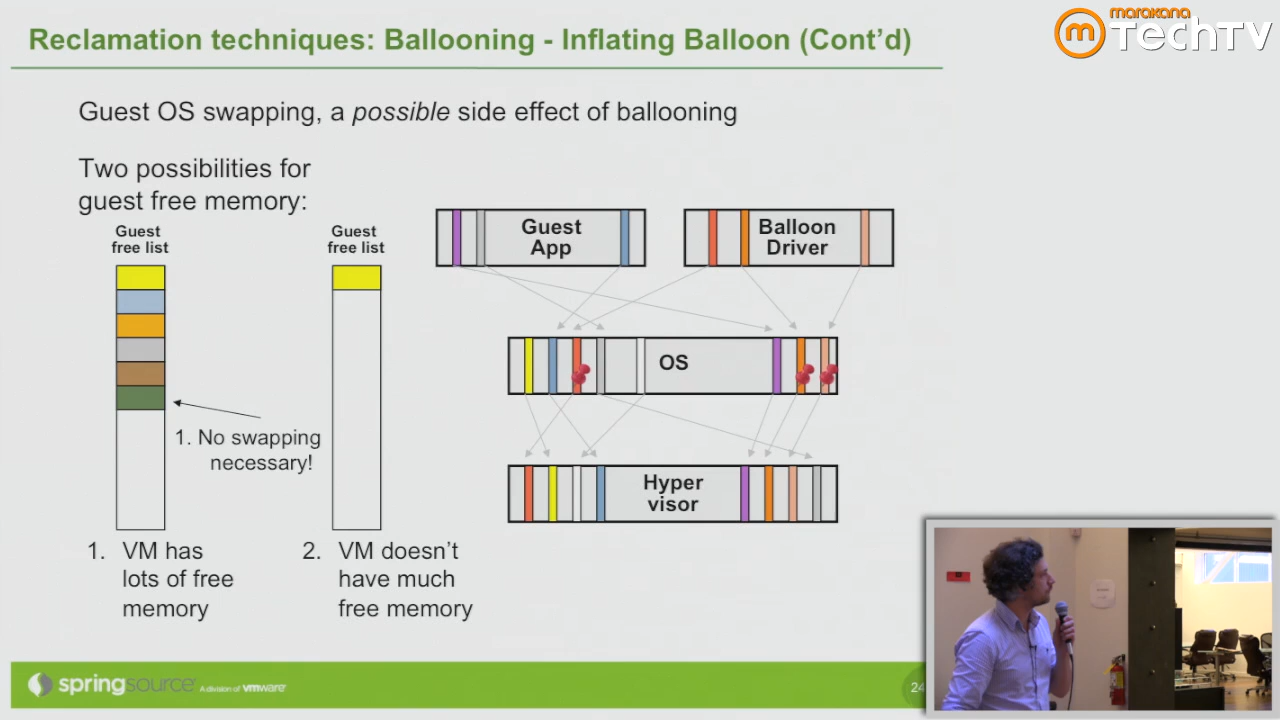 Reclamation techniques: Ballooning - Inflating Balloon (Cont'd)
marakana
m TechTV
Guest OS swapping, a possible side effect of ballooning
Two possibilities for
guest free memory:
Guest
free list
Guest
free list
Guest
App
Balloon
Driver
OS
1. No swapping
necessary!
Hyper
visor
1. VM has
lots of free
memory
2. VM doesn't
have much
free memory
springsource A division of vmware
24